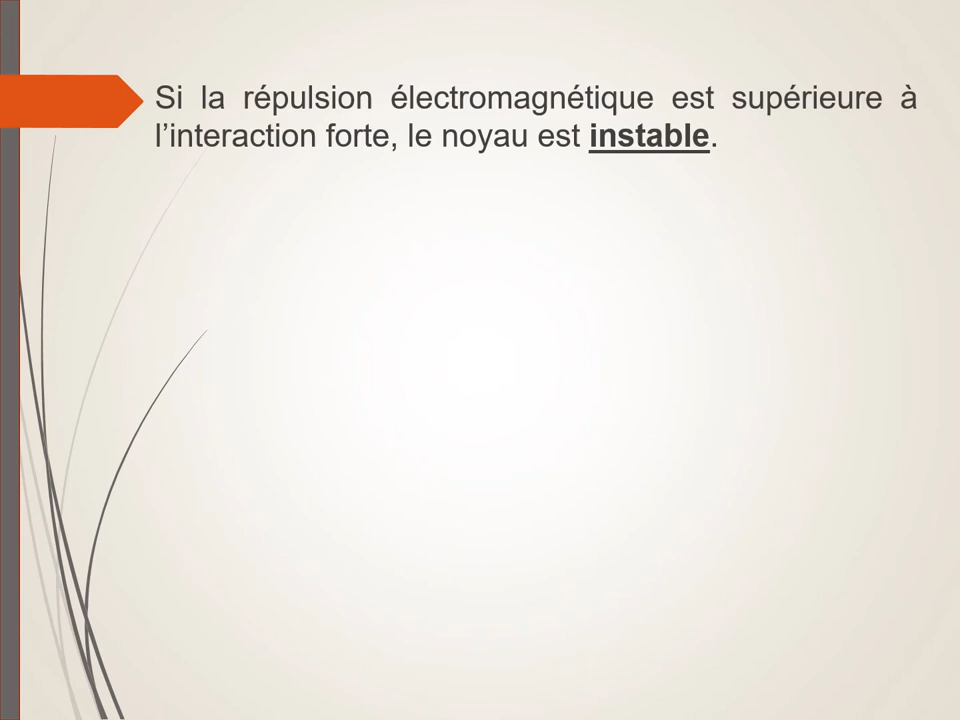 Si la répulsion électromagnétique est supérieure à
l’interaction forte, le noyau est instable.